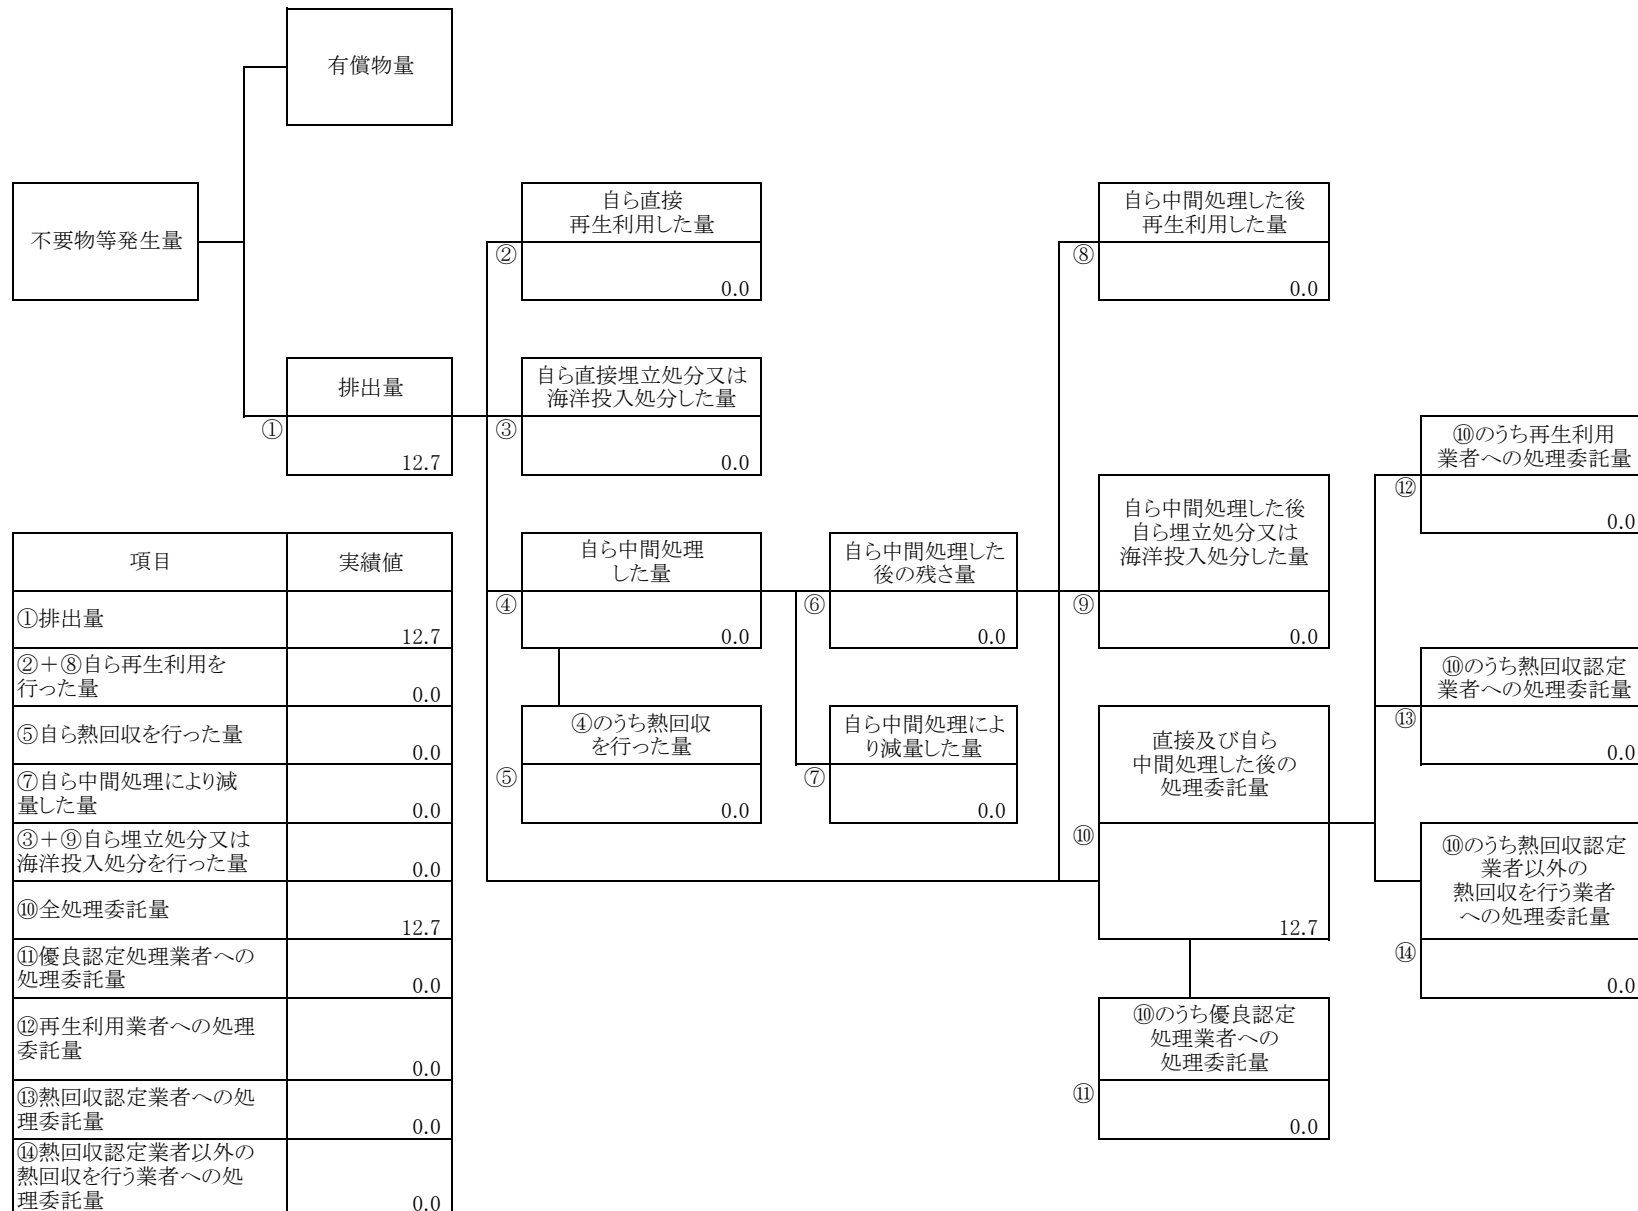 有償物量
不要物等発生量
自ら直接
再生利用した量
②
0.0
自ら中間処理した後
再生利用した量
⑧
0.0
排出量
①
12.7
自ら直接埋立処分又は
海洋投入処分した量
③
0.0
⑩のうち再生利用
業者への処理委託量
⑫
0.0
自ら中間処理
した量
④
0.0
自ら中間処理した
後の残さ量
⑥
0.0
自ら中間処理した後
自ら埋立処分又は
海洋投入処分した量
⑨
0.0
⑩のうち熱回収認定
業者への処理委託量
⑬
0.0
④のうち熱回収
を行った量
⑤
0.0
自ら中間処理によ
り減量した量
⑦
0.0
直接及び自ら
中間処理した後の
処理委託量
⑩
12.7
⑩のうち熱回収認定
業者以外の
熱回収を行う業者
への処理委託量
⑭
0.0
⑩のうち優良認定
処理業者への
処理委託量
⑪
0.0
項目 実績値
①排出量
12.7
②＋⑧自ら再生利用を
行った量
0.0
⑤自ら熱回収を行った量
0.0
⑦自ら中間処理により減
量した量
0.0
③＋⑨自ら埋立処分又は
海洋投入処分を行った量
0.0
⑩全処理委託量
12.7
⑪優良認定処理業者への
処理委託量
0.0
⑫再生利用業者への処理
委託量
0.0
⑬熱回収認定業者への処
理委託量
0.0
⑭熱回収認定業者以外の
熱回収を行う業者への処
理委託量
0.0